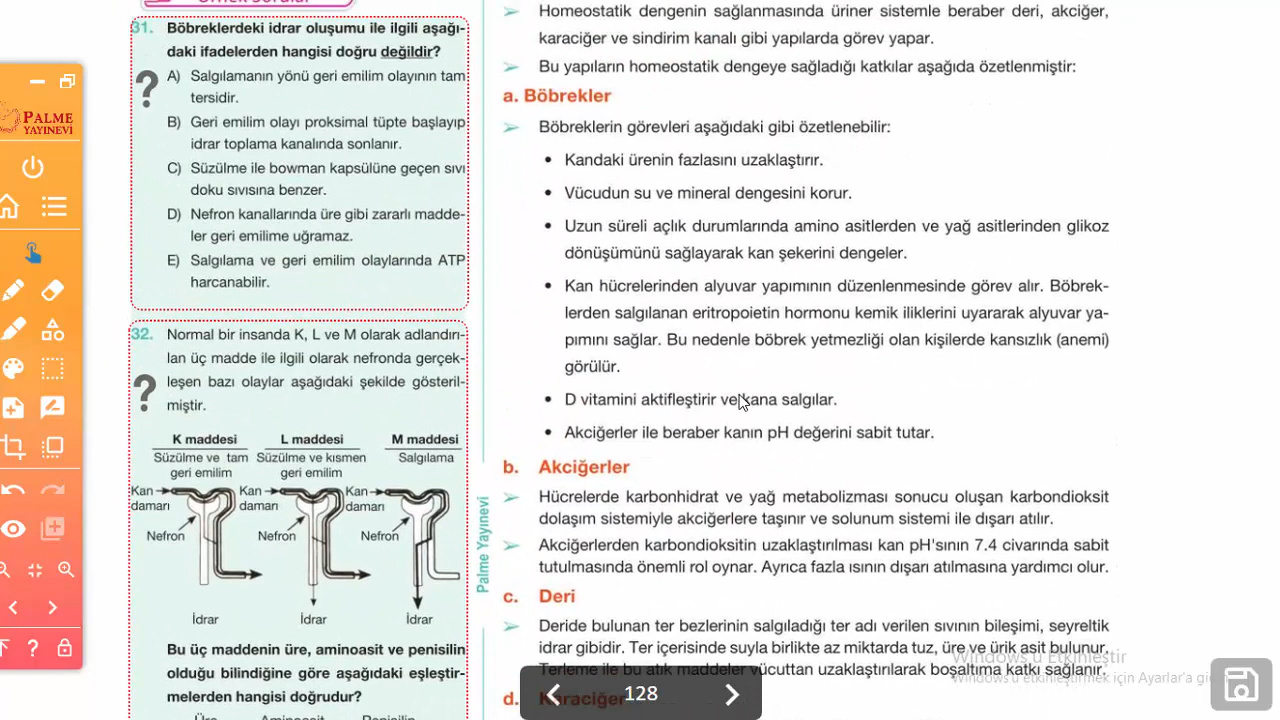 PALME
YAYINEVİ
Örnek Sorular
31. Böbreklerdeki idrar oluşumu ile ilgili aşağı-
daki ifadelerden hangisi doğru değildir?
?
A) Salgılamanın yönü geri emilim olayının tam
tersidir.
B) Geri emilim olayı proksimal tüpte başlayıp
idrar toplama kanalında sonlanır.
C) Süzülme ile bowman kapsülüne geçen sıvı
doku sıvısına benzer.
D) Nefron kanallarında üre gibi zararlı madde-
ler geri emilime uğramaz.
E) Salgılama ve geri emilim olaylarında ATP
harcanabilir.
32. Normal bir insanda K, L ve M olarak adlandırı-
lan üç madde ile ilgili olarak nefronda gerçek-
?
leşen bazı olaylar aşağıdaki şekilde gösteril-
miştir.
K maddesi L maddesi M maddesi
Süzülme ve tam Süzülme ve kısmen Salgılama
geri emilim geri emilim
Kan Kan Kan
damarı damarı damarı
Nefron Nefron Nefron
İdrar İdrar İdrar
Bu üç maddenin üre, aminoasit ve penisilin
olduğu bilindiğine göre aşağıdaki eşleştir-
melerden hangisi doğrudur?
Üre Aminoasit Penisilin
Palme Yayınevi
➢ Homeostatik dengenin sağlanmasında üriner sistemle beraber deri, akciğer,
karaciğer ve sindirim kanalı gibi yapılarda görev yapar.
➢ Bu yapıların homeostatik dengeye sağladığı katkılar aşağıda özetlenmiştir:
a. Böbrekler
➢ Böbreklerin görevleri aşağıdaki gibi özetlenebilir:
• Kandaki ürenin fazlasını uzaklaştırır.
• Vücudun su ve mineral dengesini korur.
• Uzun süreli açlık durumlarında amino asitlerden ve yağ asitlerinden glikoz
dönüşümünü sağlayarak kan şekerini dengeler.
• Kan hücrelerinden alyuvar yapımının düzenlenmesinde görev alır. Böbrek-
lerden salgılanan eritropoietin hormonu kemik iliklerini uyararak alyuvar ya-
pımını sağlar. Bu nedenle böbrek yetmezliği olan kişilerde kansızlık (anemi)
görülür.
• D vitamini aktifleştirir ve kana salgılar.
• Akciğerler ile beraber kanın pH değerini sabit tutar.
b. Akciğerler
➢ Hücrelerde karbonhidrat ve yağ metabolizması sonucu oluşan karbondioksit
dolaşım sistemiyle akciğerlere taşınır ve solunum sistemi ile dışarı atılır.
➢ Akciğerlerden karbondioksitin uzaklaştırılması kan pH'sının 7.4 civarında sabit
tutulmasında önemli rol oynar. Ayrıca fazla ısının dışarı atılmasına yardımcı olur.
c. Deri
➢ Deride bulunan ter bezlerinin salgıladığı ter adı verilen sıvının bileşimi, seyreltik
idrar gibidir. Ter içerisinde suyla birlikte az miktarda tuz, üre ve ürik asit bulunur.
Terleme ile bu atık maddeler vücuttan uzaklaştırılarak boşaltıma katkı sağlanır.
d. Karaciğer
128
Windows'u Etkinleştir
Windows'u etkinleştirmek için Ayarlar'a